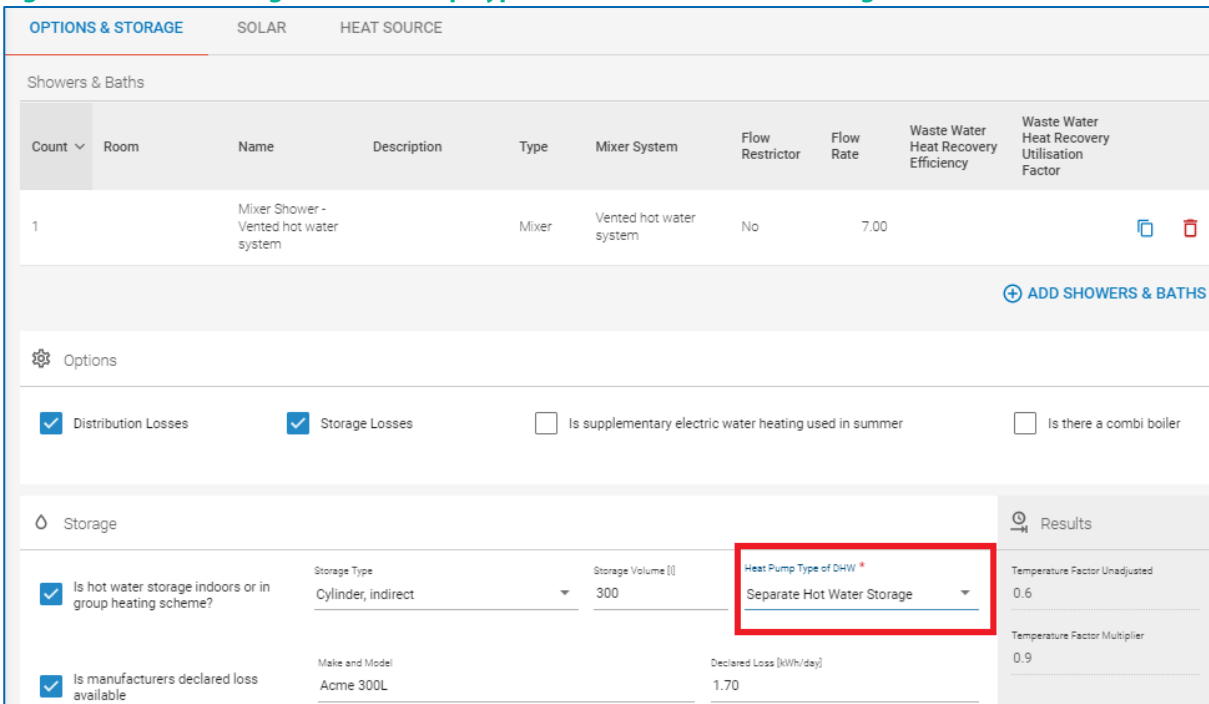 OPTIONS & STORAGE SOLAR HEAT SOURCE
Showers & Baths
Count Room Name Description Type Mixer System Flow Restrictor Flow Rate Waste Water Heat Recovery Efficiency Waste Water Heat Recovery Utilisation Factor
1 Mixer Shower - Vented hot water system Mixer Vented hot water system No 7.00
ADD SHOWERS & BATHS
Options
Distribution Losses Storage Losses Is supplementary electric water heating used in summer Is there a combi boiler
Storage Results
Is hot water storage indoors or in group heating scheme?
Storage Type
Cylinder, indirect
Storage Volume [l]
300
Heat Pump Type of DHW *
Separate Hot Water Storage
Temperature Factor Unadjusted
0.6
Temperature Factor Multiplier
0.9
Is manufacturers declared loss available
Make and Model
Acme 300L
Declared Loss [kWh/day]
1.70